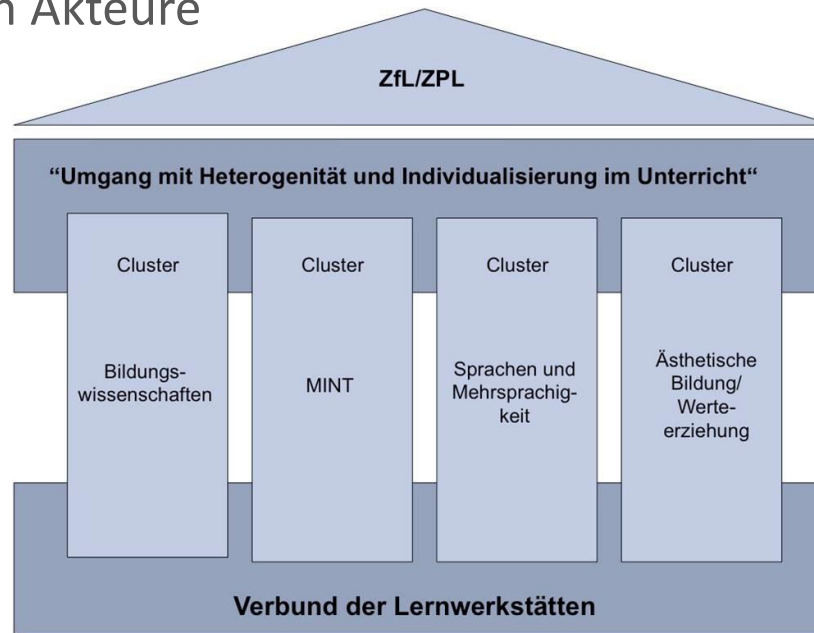 n Akteure
ZfL/ZPL
“Umgang mit Heterogenität und Individualisierung im Unterricht“
Cluster
Bildungs-
wissenschaften
Cluster
MINT
Cluster
Sprachen und
Mehrsprachig-
keit
Cluster
Ästhetische
Bildung/
Werte-
erziehung
Verbund der Lernwerkstätten